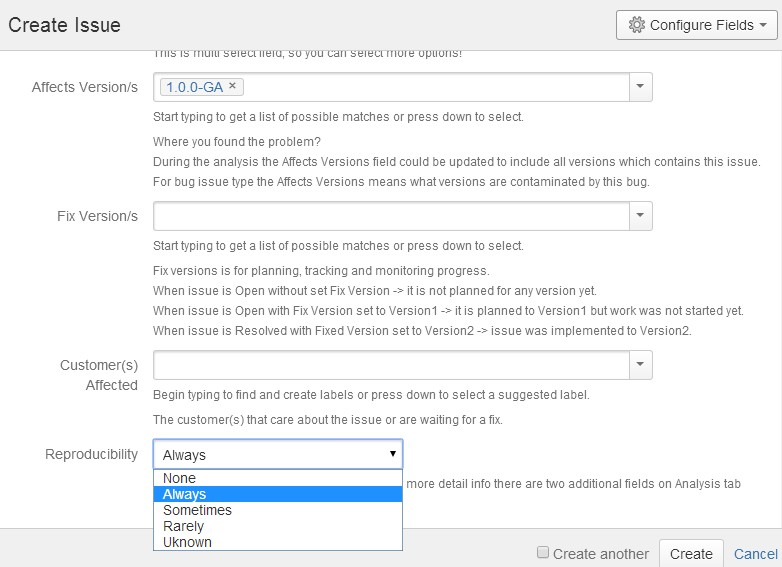 Create Issue
Configure Fields
This is multi select field, so you can select more options!
Affects Version/s
1.0.0-GA ×
Start typing to get a list of possible matches or press down to select.
Where you found the problem?
During the analysis the Affects Versions field could be updated to include all versions which contains this issue.
For bug issue type the Affects Versions means what versions are contaminated by this bug.
Fix Version/s
Start typing to get a list of possible matches or press down to select.
Fix versions is for planning, tracking and monitoring progress.
When issue is Open without set Fix Version -> it is not planned for any version yet.
When issue is Open with Fix Version set to Version1 -> it is planned to Version1 but work was not started yet.
When issue is Resolved with Fixed Version set to Version2 -> issue was implemented to Version2.
Customer(s)
Affected
Begin typing to find and create labels or press down to select a suggested label.
The customer(s) that care about the issue or are waiting for a fix.
Reproducibility
Always
None
Always
more detail info there are two additional fields on Analysis tab
Sometimes
Rarely
Uknown
Create another
Create
Cancel